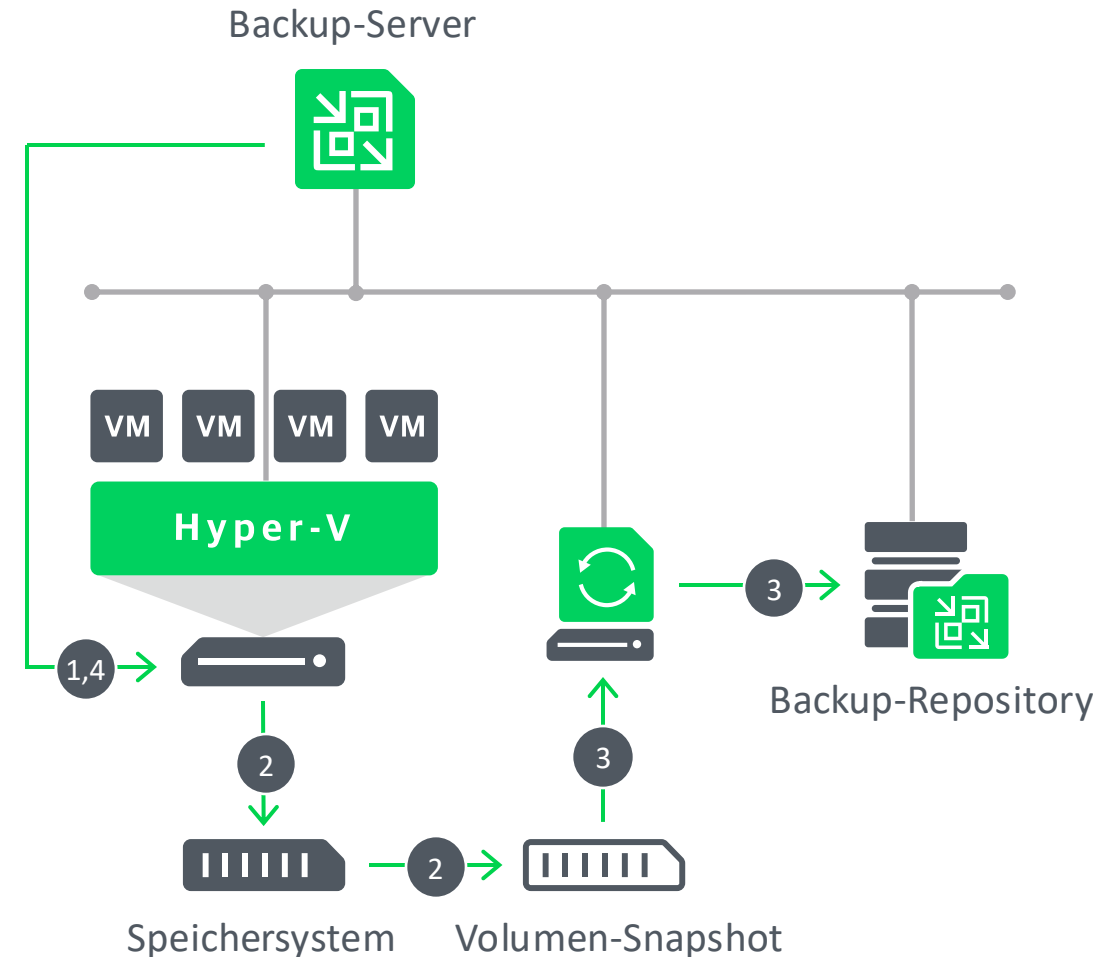 Backup-Server
VM VM VM VM
Hyper-V
3
1,4
Backup-Repository
2
3
2
Speichersystem
Volumen-Snapshot